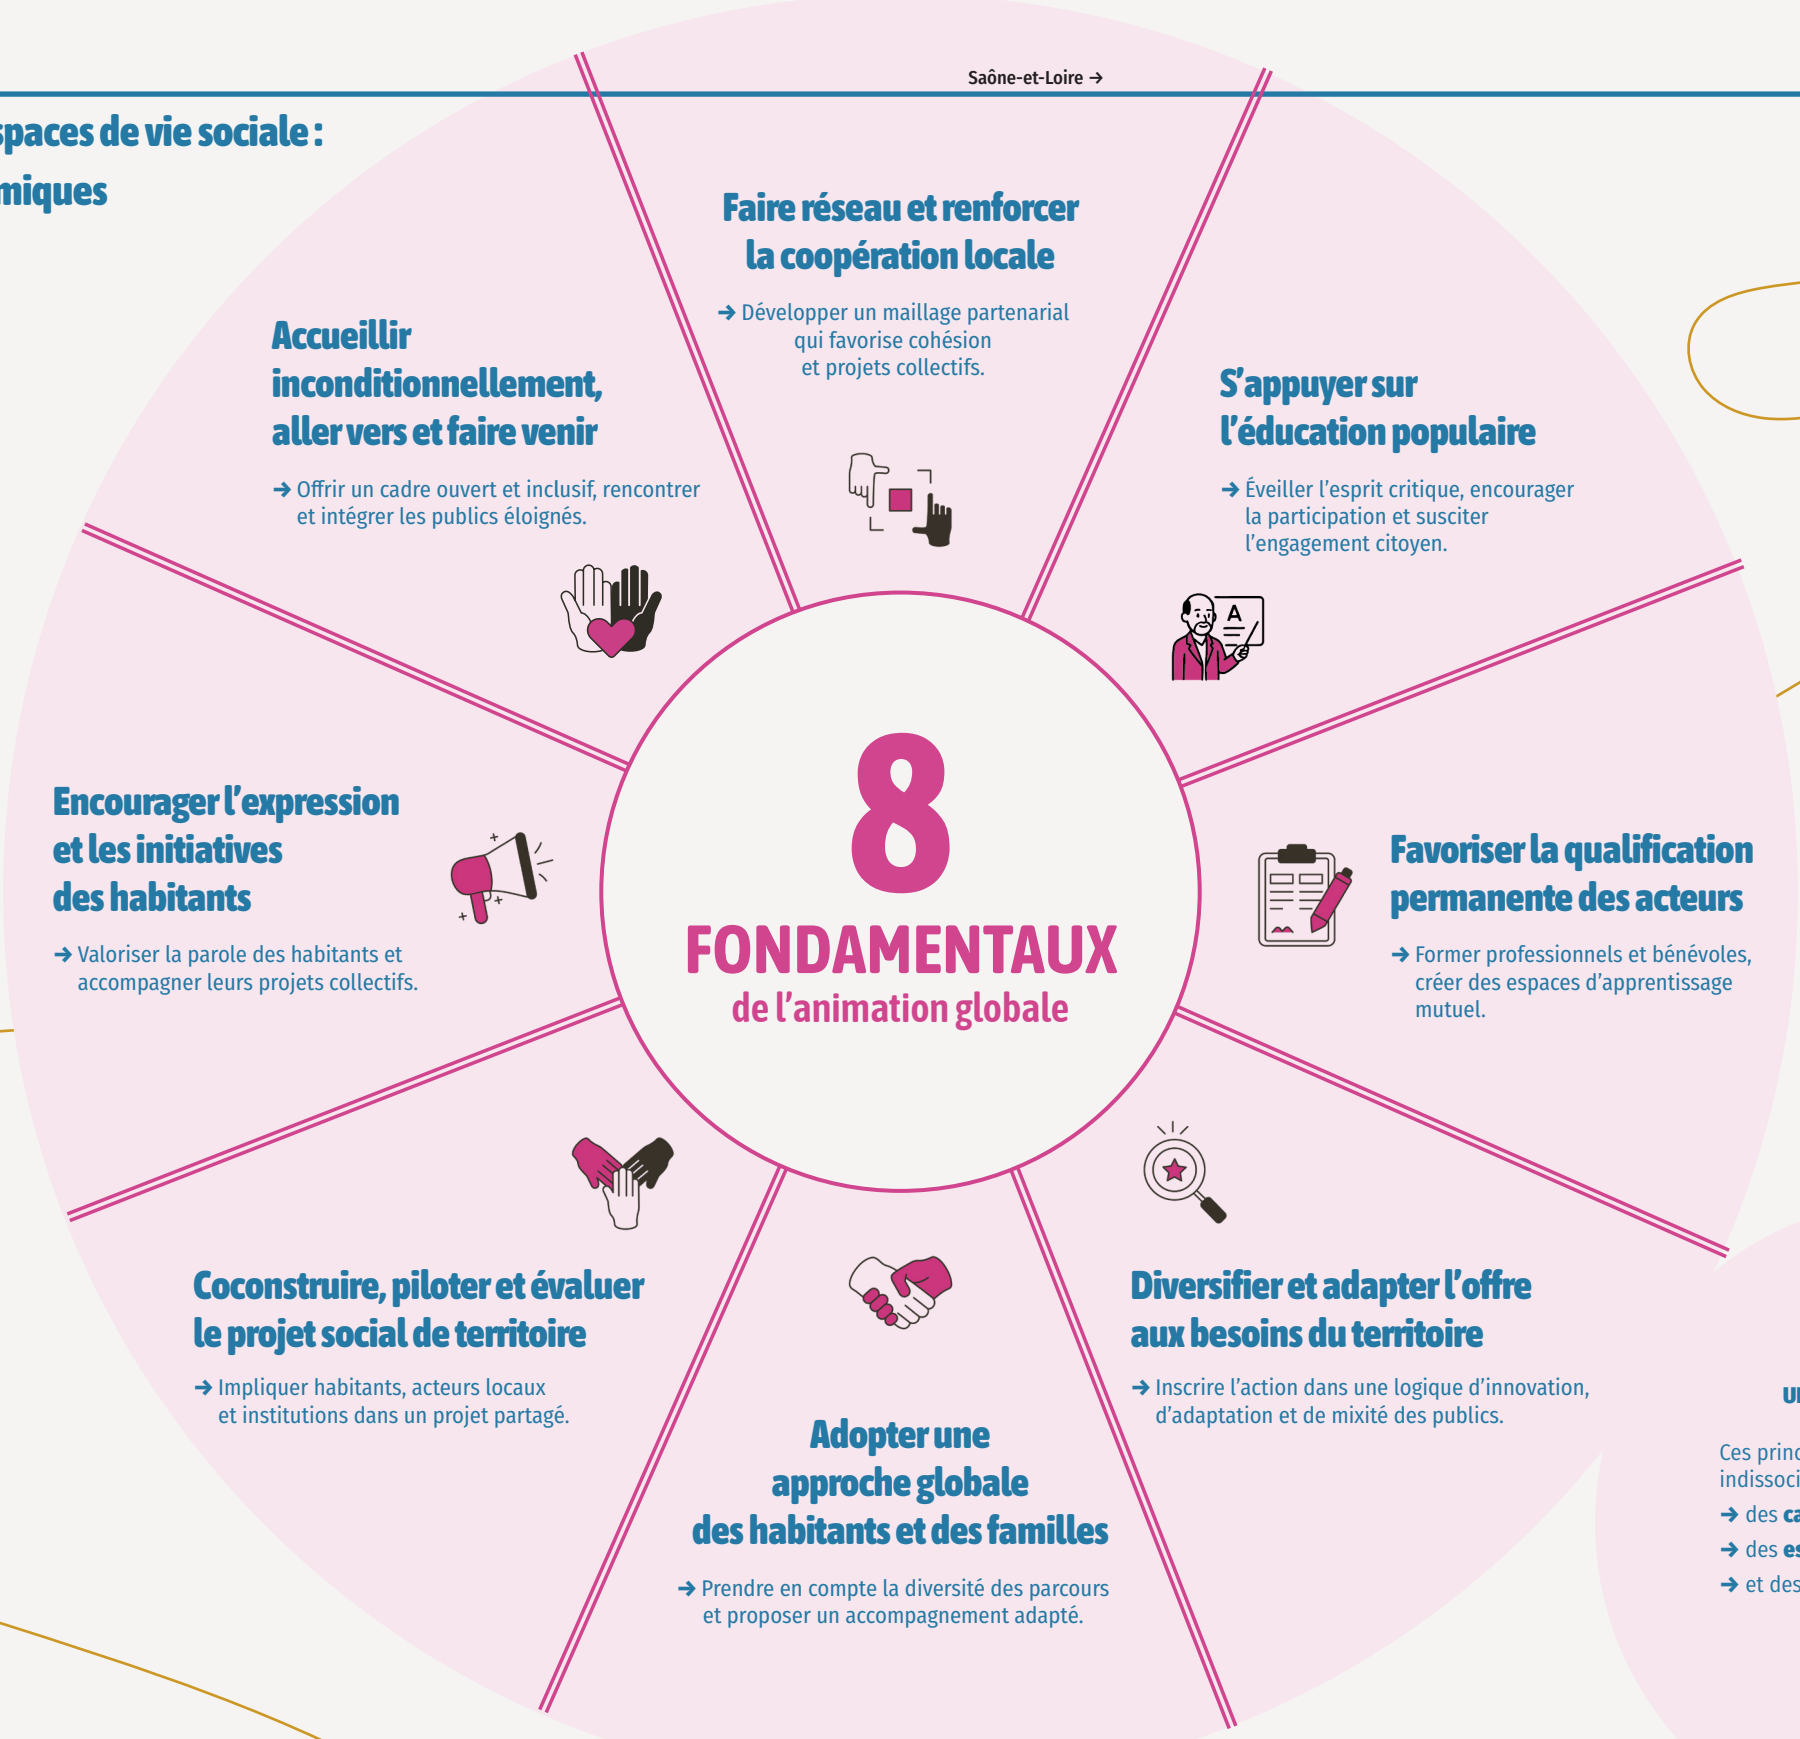 Saône-et-Loire →
de vie sociale :
Faire réseau et renforcer
la coopération locale
→ Développer un maillage partenarial
qui favorise cohésion
et projets collectifs.
Accueillir
inconditionnellement,
aller vers et faire venir
→ Offrir un cadre ouvert et inclusif, rencontrer
et intégrer les publics éloignés.
S'appuyer sur
l'éducation populaire
→ Éveiller l'esprit critique, encourager
la participation et susciter
l'engagement citoyen.
A
Encourager l'expression
et les initiatives
des habitants
→ Valoriser la parole des habitants et
accompagner leurs projets collectifs.
8
FONDAMENTAUX
de l'animation globale
Favoriser la qualification
permanente des acteurs
→ Former professionnels et bénévoles,
créer des espaces d'apprentissage
mutuel.
Coconstruire, piloter et évaluer
le projet social de territoire
→ Impliquer habitants, acteurs locaux
et institutions dans un projet partagé.
Adopter une
approche globale
des habitants et des familles
→ Prendre en compte la diversité des parcours
et proposer un accompagnement adapté.
Diversifier et adapter l'offre
aux besoins du territoire
→ Inscrire l'action dans une logique d'innovation,
d'adaptation et de mixité des publics.
Ces
→ des
→ des
→ et des